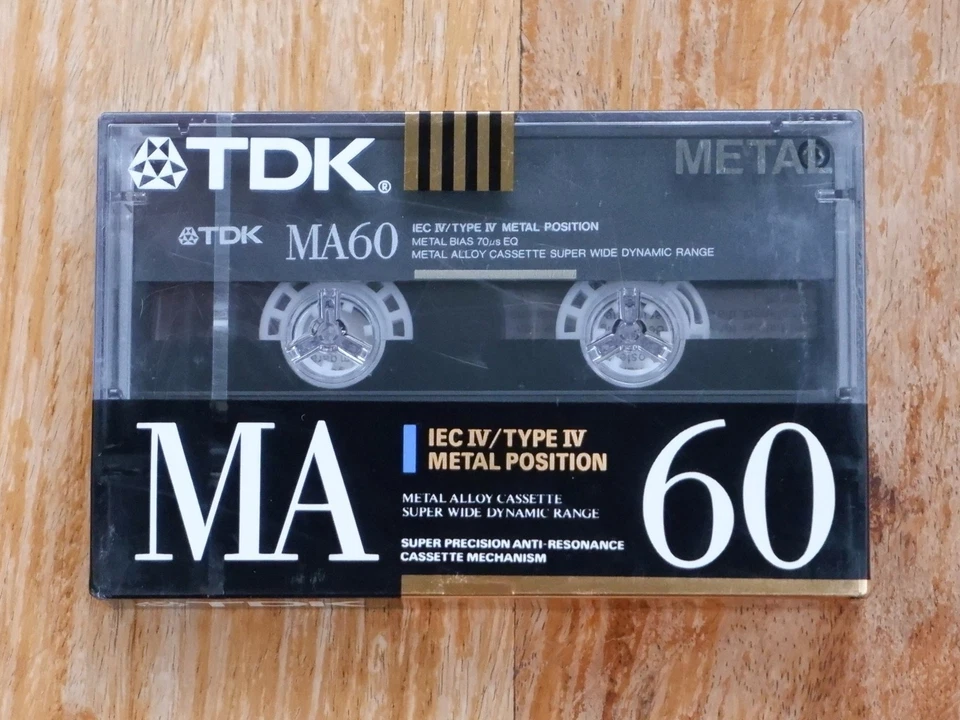 TDK®
METAL
TDK MA60
IEC IV/TYPE IV METAL POSITION
METAL BIAS 70µs EQ
METAL ALLOY CASSETTE SUPER WIDE DYNAMIC RANGE
MA
IEC IV/TYPE IV
METAL POSITION
METAL ALLOY CASSETTE
SUPER WIDE DYNAMIC RANGE
SUPER PRECISION ANTI-RESONANCE
CASSETTE MECHANISM
60
TDK